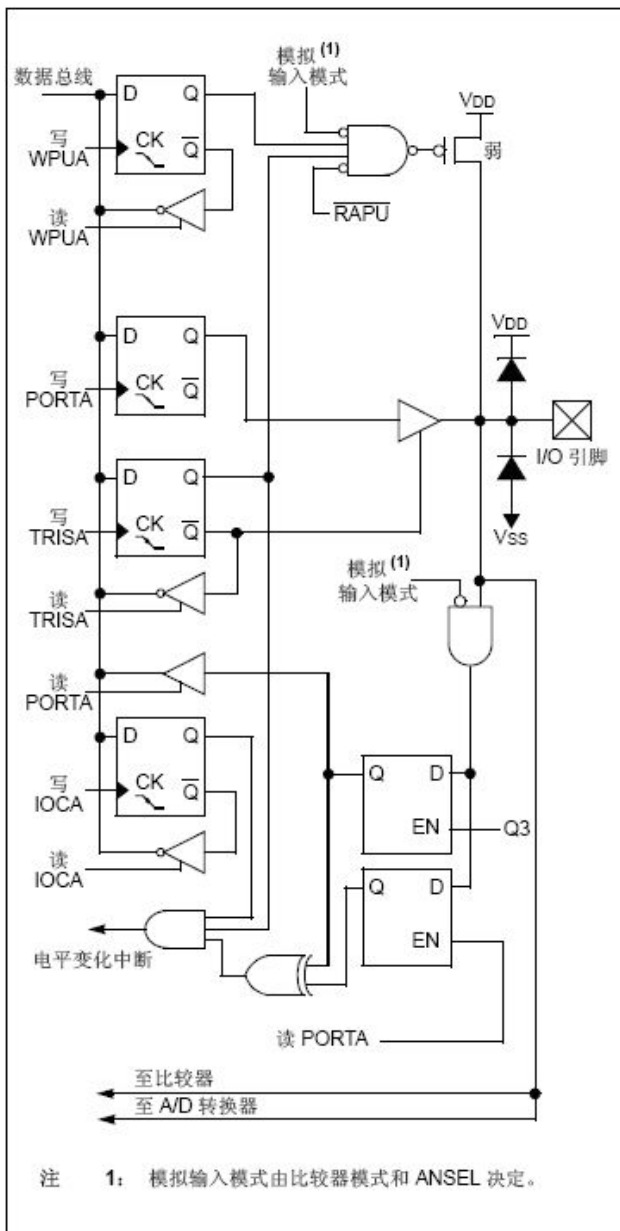 模拟 (1)
输入模式
数据总线
D Q
VDD
写
WPUA
CK Q
弱
读
WPUA
RAPU
D Q
VDD
写
PORTA
CK Q
I/O 引脚
D Q
写
TRISA
CK Q
VSS
模拟 (1)
输入模式
读
TRISA
读
PORTA
D Q
Q D
写
IOCA
CK Q
EN Q3
读
IOCA
Q D
EN
电平变化中断
读 PORTA
至比较器
至 A/D 转换器
注 1: 模拟输入模式由比较器模式和 ANSEL 决定。